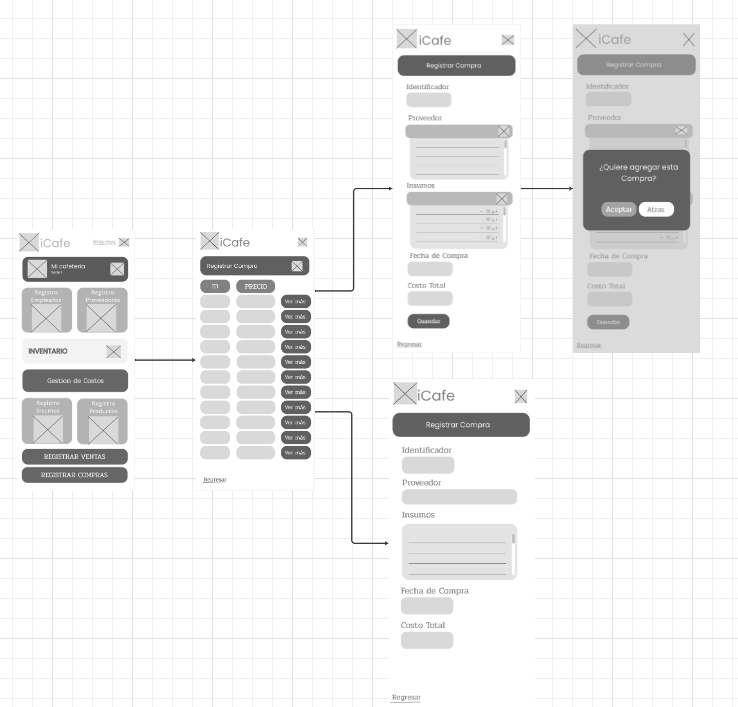 iCafe
Regresar
Mi cafeteria
Sede 1
Registro
Empleados
Registro
Proveedores
INVENTARIO
Gestion de Costos
Registro
Insumos
Registro
Productos
REGISTRAR VENTAS
REGISTRAR COMPRAS
iCafe
Registrar Compra
ID
PRECIO
Ver más
Ver más
Ver más
Ver más
Ver más
Ver más
Ver más
Ver más
Ver más
Ver más
Ver más
Regresar
iCafe
Registrar Compra
Identificador
Proveedor
Insumos
Fecha de Compra
Costo Total
Guardar
Regresar
iCafe
Registrar Compra
Identificador
Proveedor
¿Quiere agregar esta
Compra?
Aceptar
Atras
Fecha de Compra
Costo Total
Guardar
Regresar
iCafe
Registrar Compra
Identificador
Proveedor
Insumos
Fecha de Compra
Costo Total
Regresar